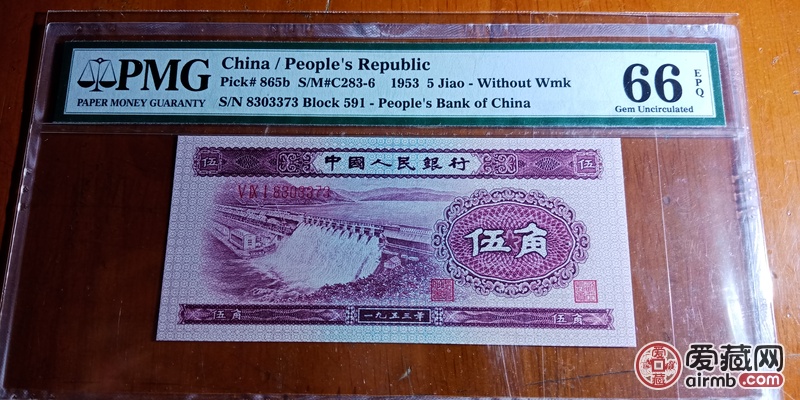 PMG
PAPER MONEY GUARANTY
China / People's Republic
Pick# 865b S/M#C283-6 1953 5 Jiao - Without Wmk
S/N 8303373 Block 591 - People's Bank of China
66 EPQ
Gem Uncirculated
伍 中國人民銀行 伍
V IX I 8303373
伍角
伍角 一九五三年 伍角
爱藏网
airmb.com